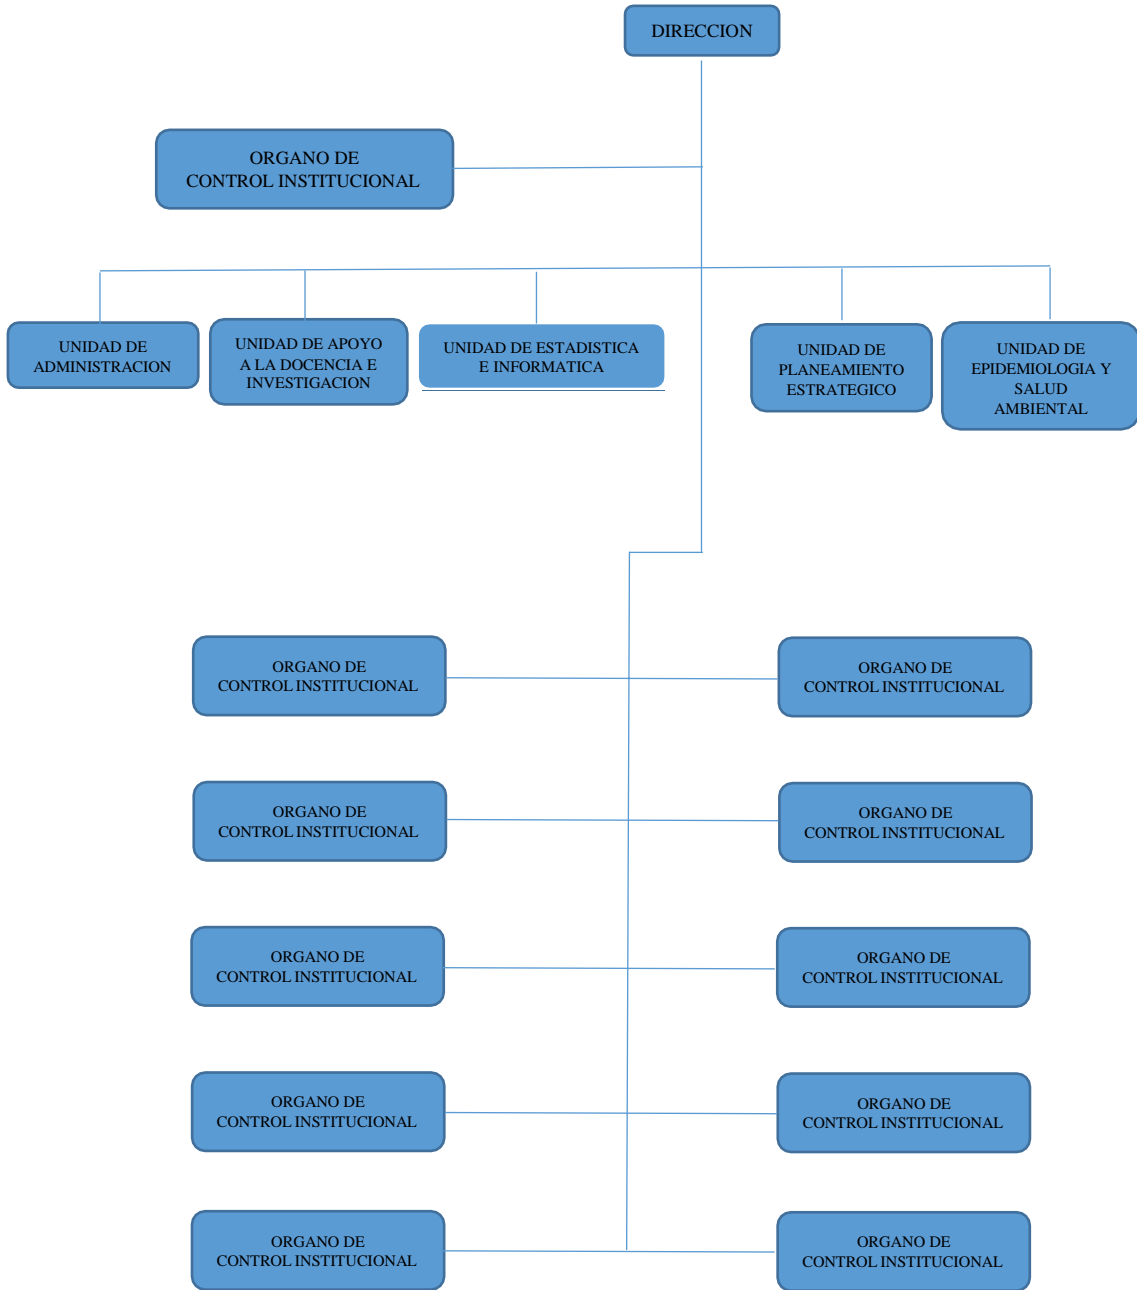 DIRECCION
ORGANO DE
CONTROL INSTITUCIONAL
UNIDAD DE
ADMINISTRACION
UNIDAD DE APOYO
A LA DOCENCIA E
INVESTIGACION
UNIDAD DE ESTADISTICA
E INFORMATICA
UNIDAD DE
PLANEAMIENTO
ESTRATEGICO
UNIDAD DE
EPIDEMIOLOGIA Y
SALUD
AMBIENTAL
ORGANO DE
CONTROL INSTITUCIONAL
ORGANO DE
CONTROL INSTITUCIONAL
ORGANO DE
CONTROL INSTITUCIONAL
ORGANO DE
CONTROL INSTITUCIONAL
ORGANO DE
CONTROL INSTITUCIONAL
ORGANO DE
CONTROL INSTITUCIONAL
ORGANO DE
CONTROL INSTITUCIONAL
ORGANO DE
CONTROL INSTITUCIONAL
ORGANO DE
CONTROL INSTITUCIONAL
ORGANO DE
CONTROL INSTITUCIONAL